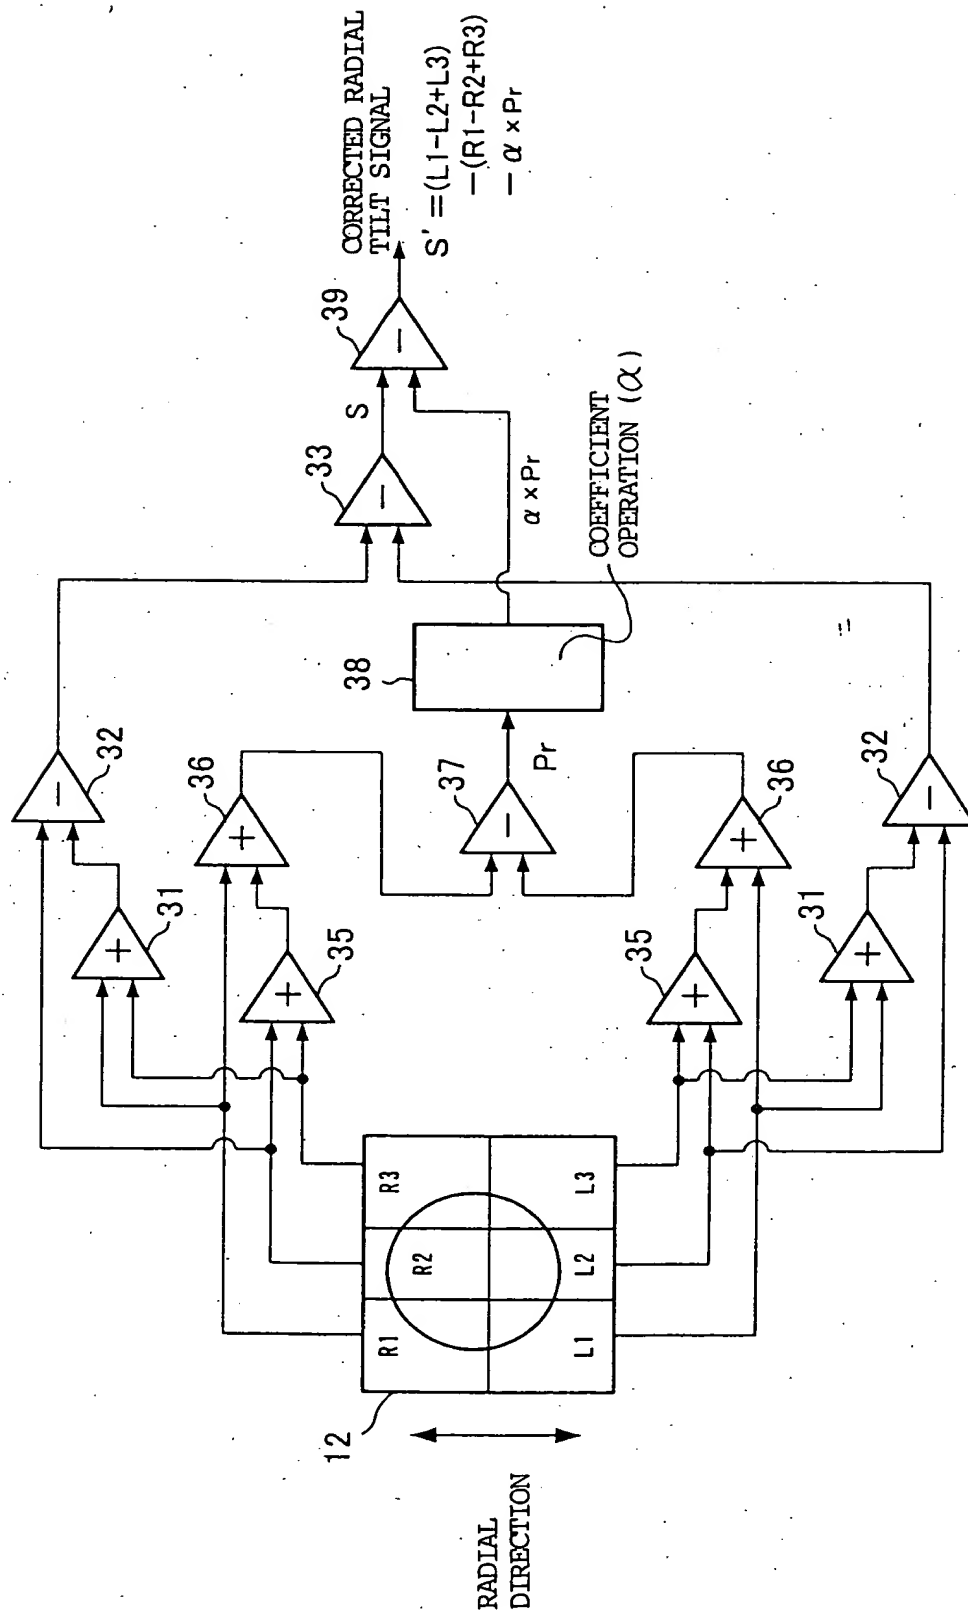 RADIAL
DIRECTION
12
R1
R2
R3
L1
L2
L3
31
+
32
−
35
+
36
+
37
−
Pr
35
+
36
+
31
+
32
−
38
COEFFICIENT
OPERATION (α)
α×Pr
33
−
S
39
−
CORRECTED RADIAL
TILT SIGNAL
S' =(L1-L2+L3)
−(R1-R2+R3)
− α×Pr